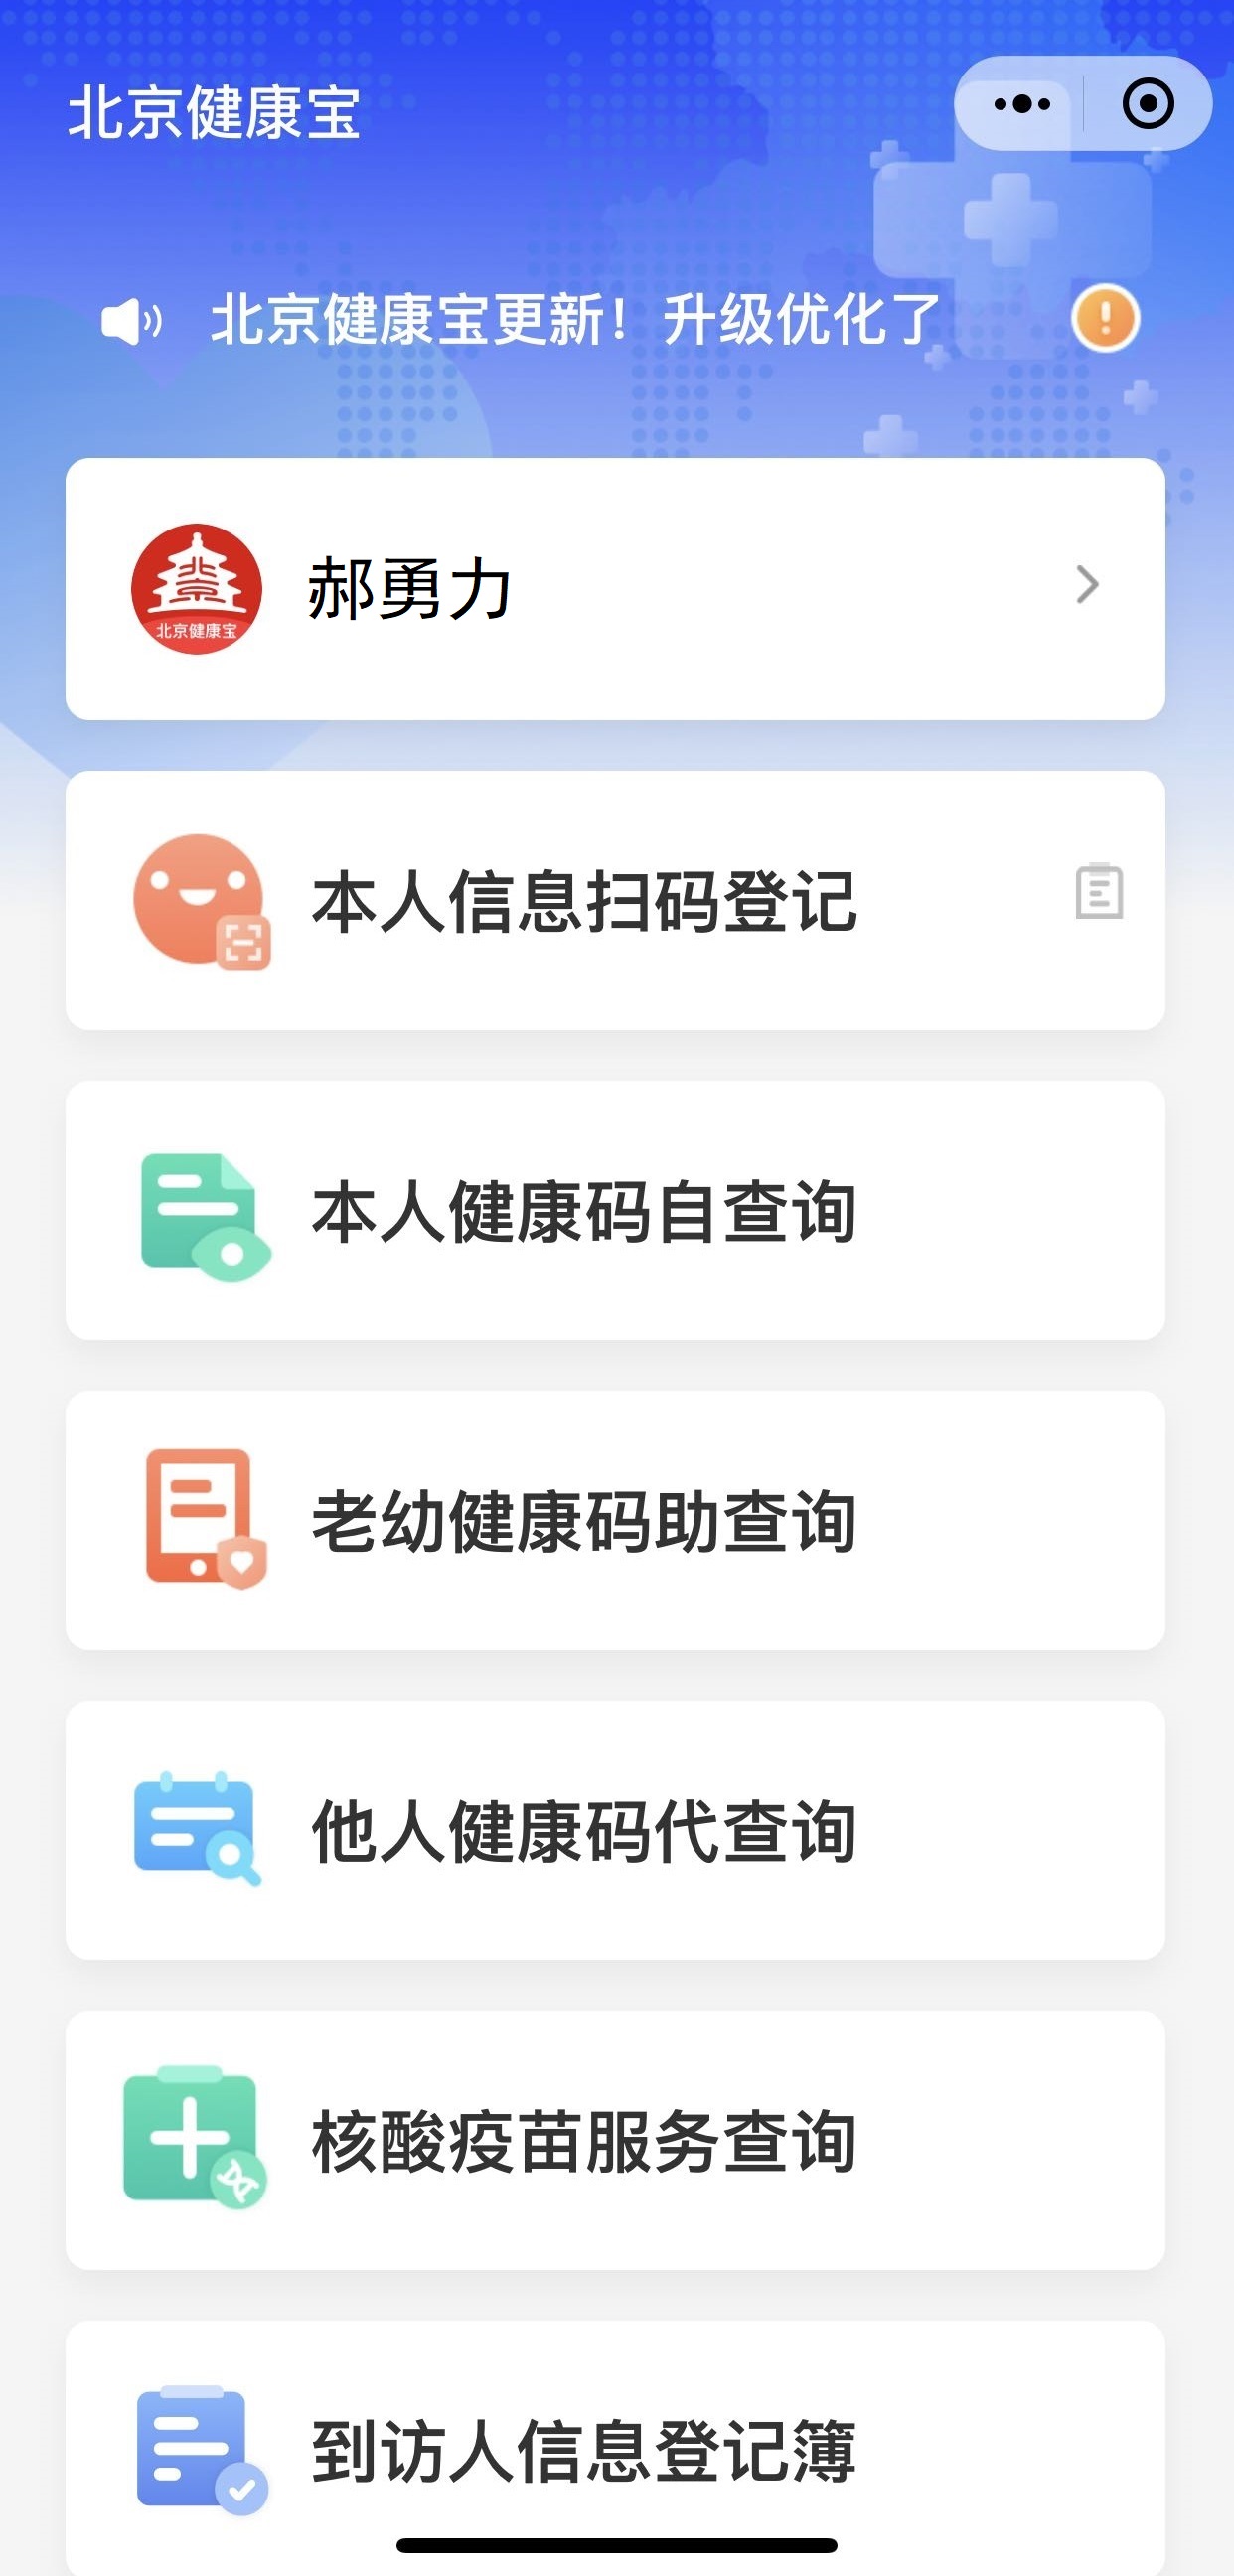 北京健康宝
北京健康宝更新！升级优化了
郝勇力
北京健康宝
本人信息扫码登记
本人健康码自查询
老幼健康码助查询
他人健康码代查询
核酸疫苗服务查询
到访人信息登记簿